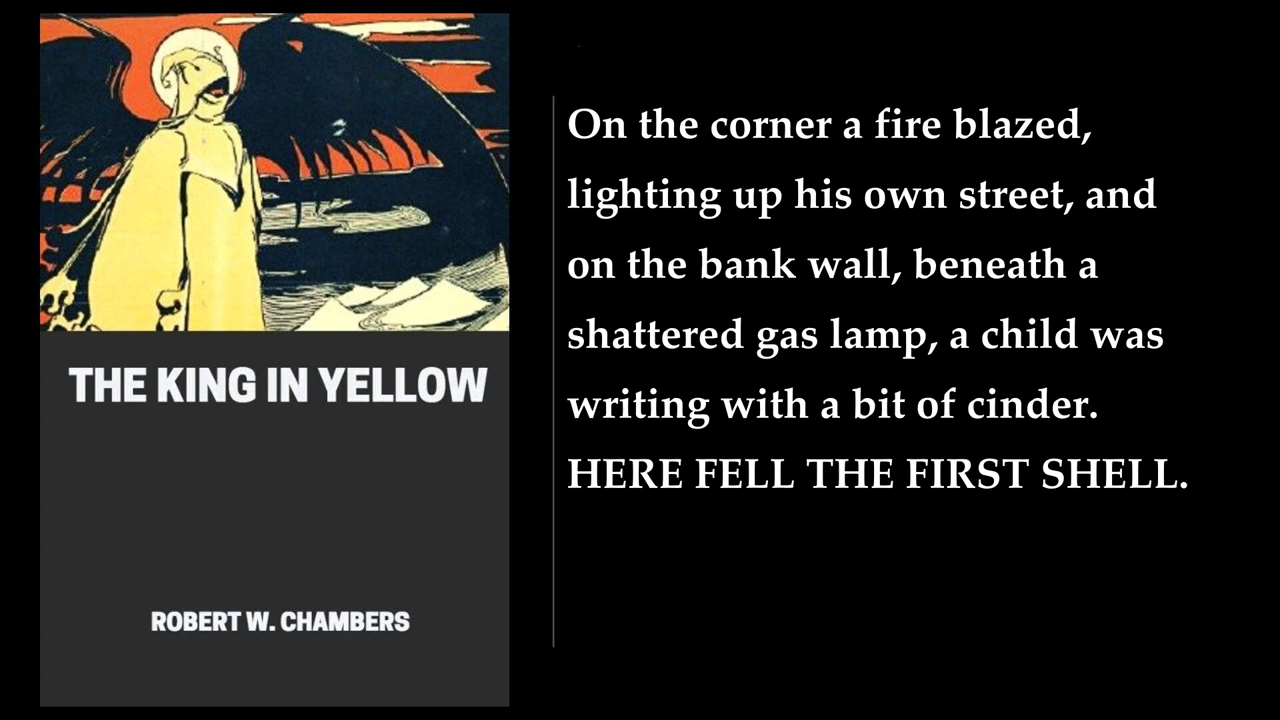 THE KING IN YELLOW
ROBERT W. CHAMBERS
On the corner a fire blazed,
lighting up his own street, and
on the bank wall, beneath a
shattered gas lamp, a child was
writing with a bit of cinder.
HERE FELL THE FIRST SHELL.